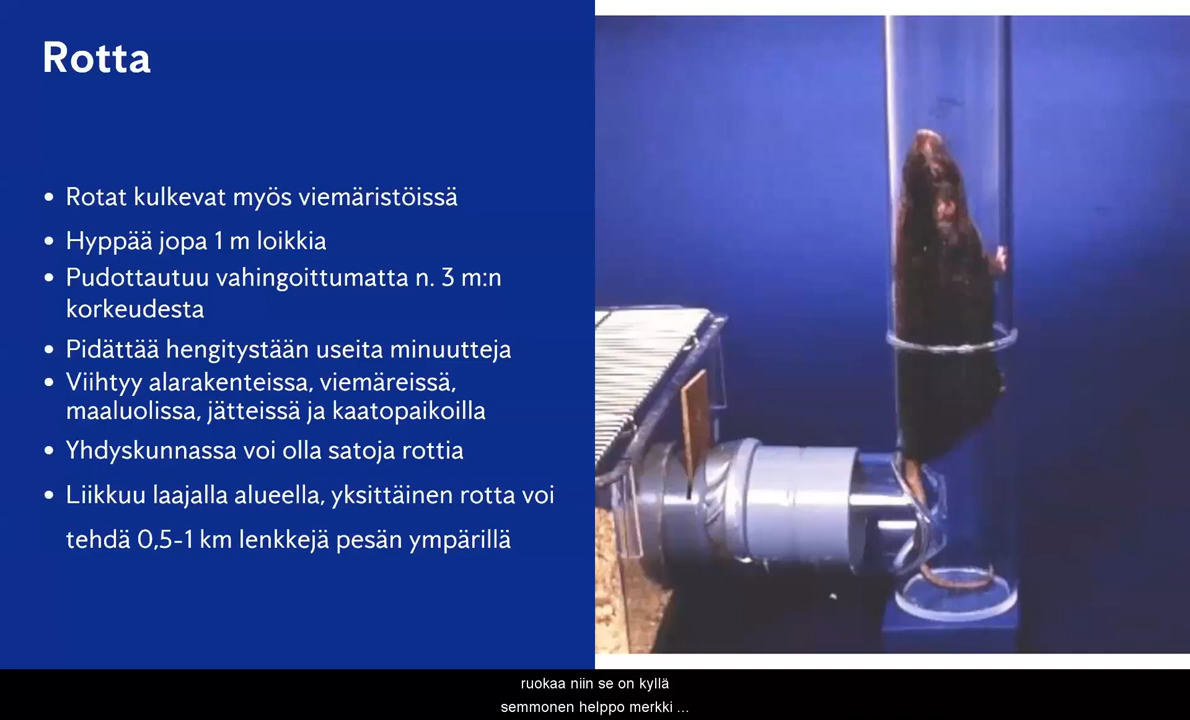 Rotta
• Rotat kulkevat myös viemäristöissä
• Hyppää jopa 1 m loikkia
• Pudottautuu vahingoittumatta n. 3 m:n
korkeudesta
• Pidättää hengitystään useita minuutteja
• Viihtyy alarakenteissa, viemäreissä,
maaluolissa, jätteissä ja kaatopaikoilla
• Yhdyskunnassa voi olla satoja rottia
• Liikkuu laajalla alueella, yksittäinen rotta voi
tehdä 0,5-1 km lenkkejä pesän ympärillä
ruokaa niin se on kyllä
semmonen helppo merkki ...